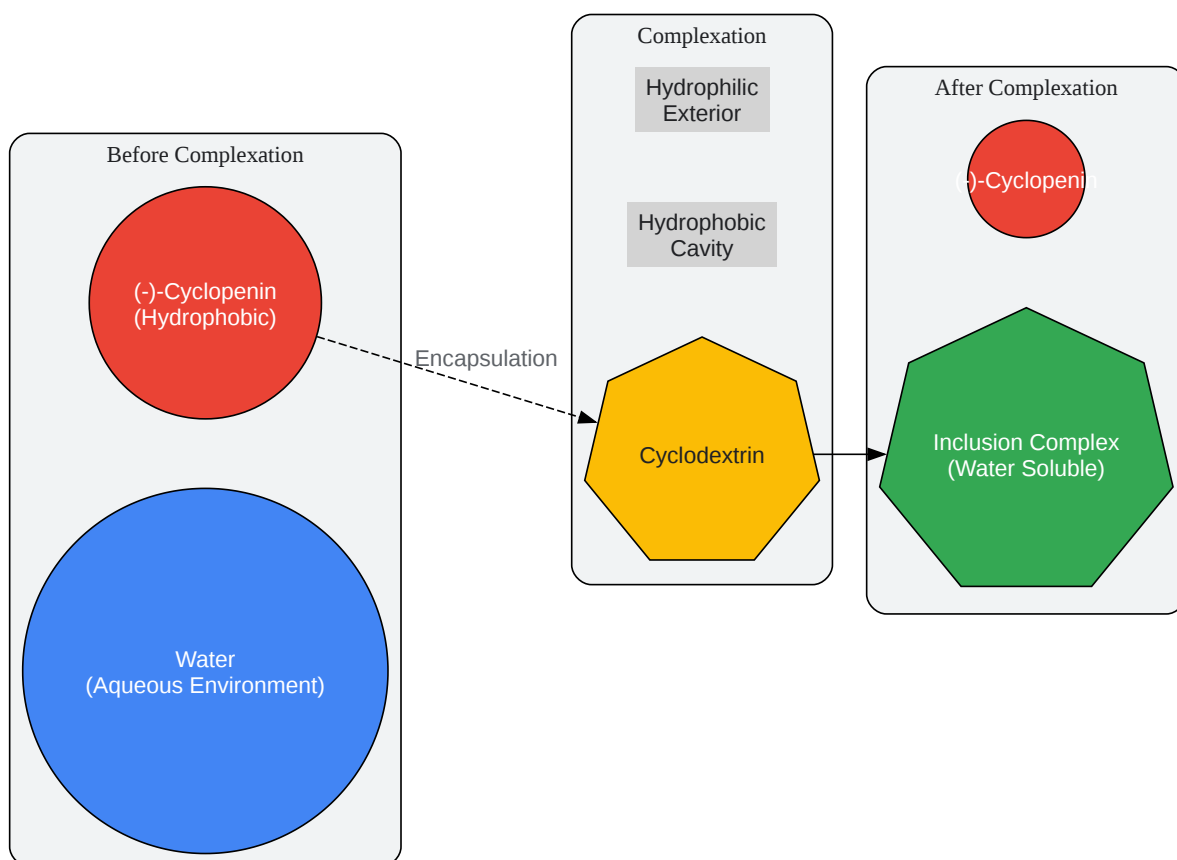 Before Complexation
(-)-Cyclopenin
(Hydrophobic)
Water
(Aqueous Environment)
Encapsulation
Complexation
Hydrophilic
Exterior
Hydrophobic
Cavity
Cyclodextrin
After Complexation
(-)-Cyclopenin
Inclusion Complex
(Water Soluble)